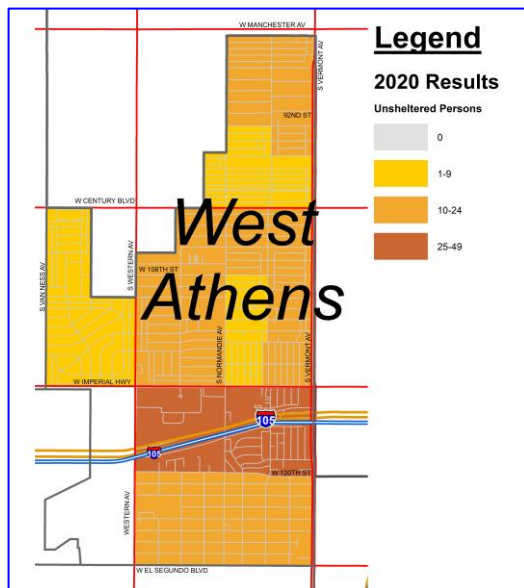 W MANCHESTER AV
S VERMONT AV
92ND ST
W CENTURY BLVD
West
Athens
S WESTERN AV
W 108TH ST
S VAN NESS AV
S NORMANDIE AV
S VERMONT AV
W IMPERIAL HWY
105
105
W 120TH ST
WESTERN AV
W EL SEGUNDO BLVD
Legend
2020 Results
Unsheltered Persons
0
1-9
10-24
25-49